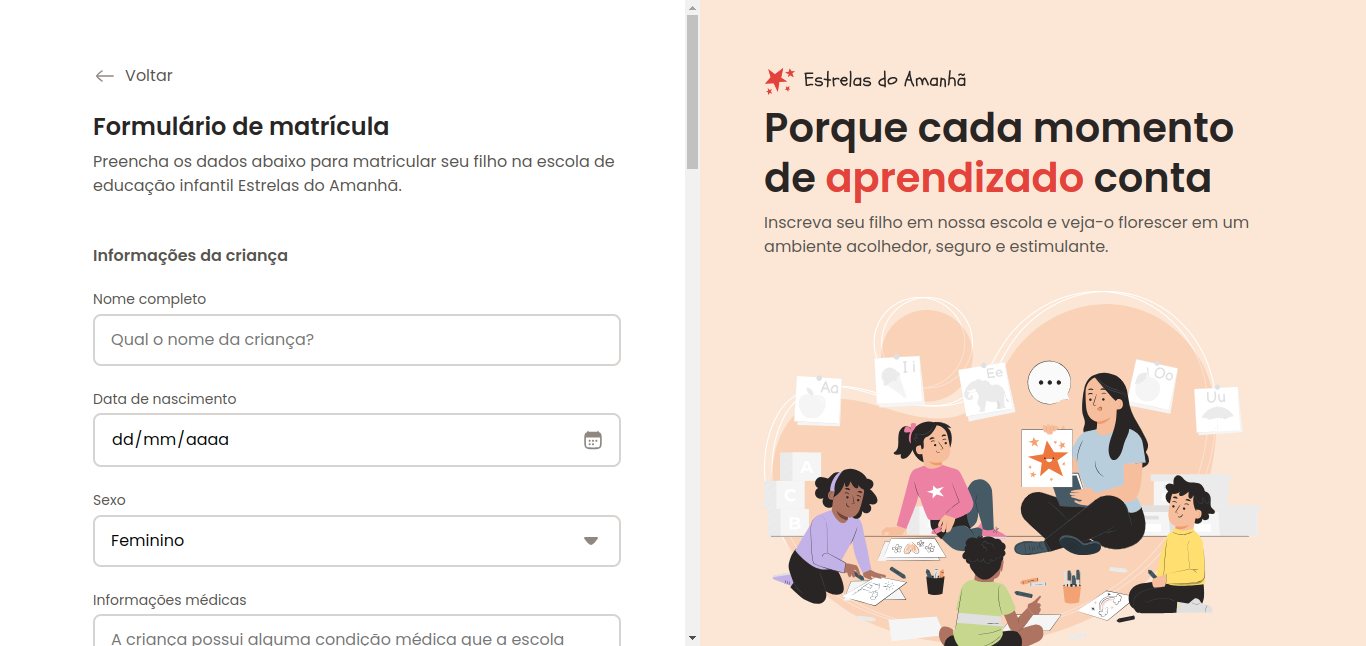 Voltar
Formulário de matrícula
Preencha os dados abaixo para matricular seu filho na escola de
educação infantil Estrelas do Amanhã.
Informações da criança
Nome completo
Qual o nome da criança?
Data de nascimento
dd/mm/aaaa
Sexo
Feminino
Informações médicas
A criança possui alguma condição médica que a escola
Estrelas do Amanhã
Porque cada momento
de aprendizado conta
Inscreva seu filho em nossa escola e veja-o florescer em um
ambiente acolhedor, seguro e estimulante.
Aa
Ii
Ee
Oo
Uu
A
C
B